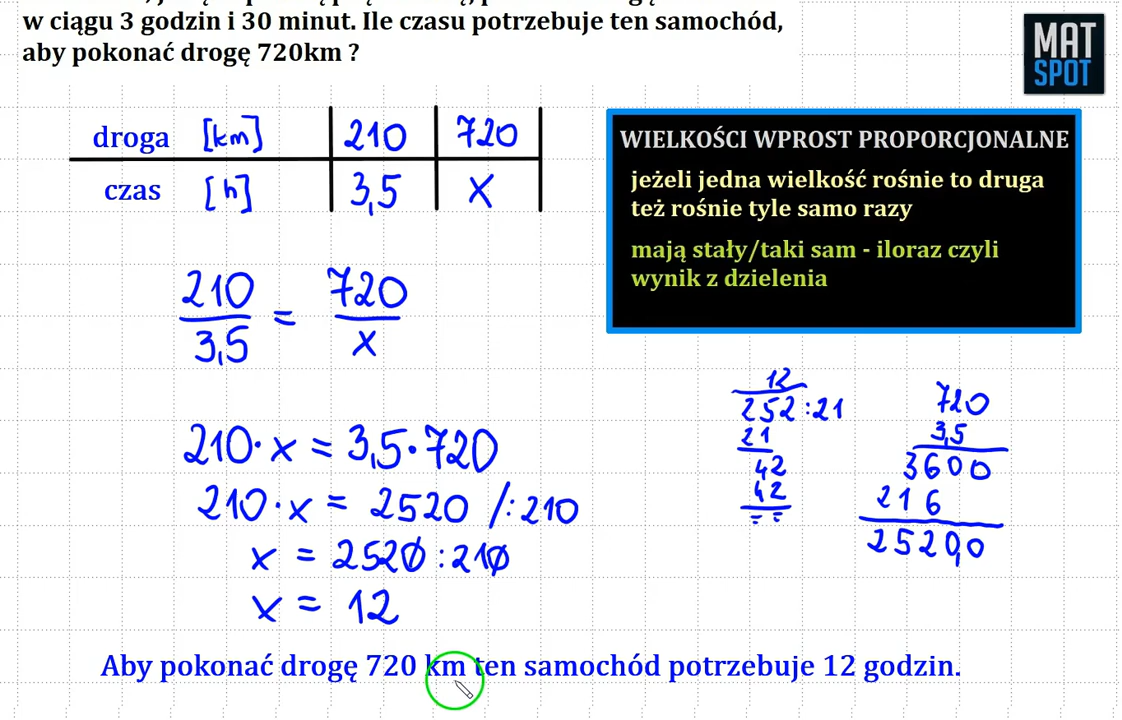 w ciągu 3 godzin i 30 minut. Ile czasu potrzebuje ten samochód,
aby pokonać drogę 720km ?
MAT
SPOT
droga [km] 210 720
czas [h] 3,5 x
WIELKOŚCI WPROST PROPORCJONALNE
jeżeli jedna wielkość rośnie to druga
też rośnie tyle samo razy
mają stały/taki sam - iloraz czyli
wynik z dzielenia
210/3,5 = 720/x
210·x = 3,5·720
210·x = 2520 /:210
x = 2520:210
x = 12
12
252:21
21
42
42
==
720
3,5
3600
216
2520,0
Aby pokonać drogę 720 km ten samochód potrzebuje 12 godzin.